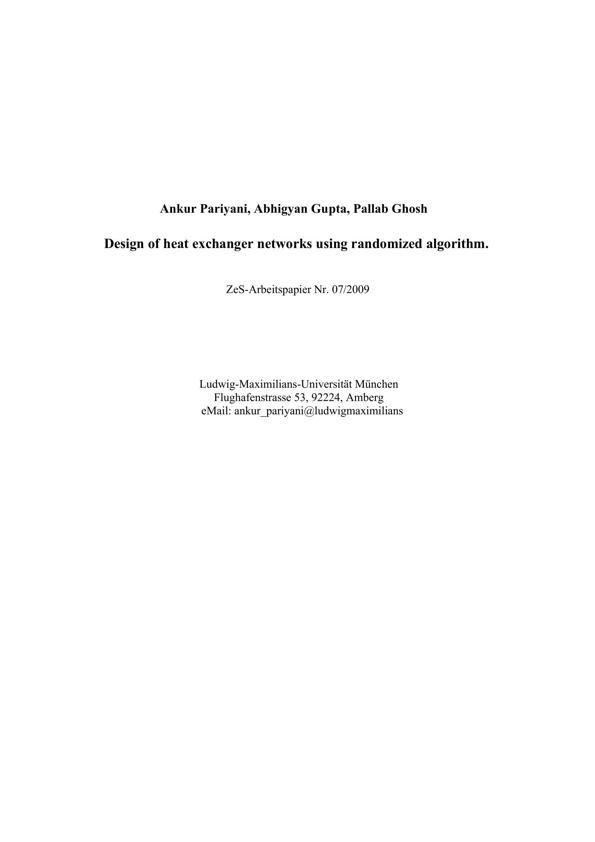 Ankur Pariyani, Abhigyan Gupta, Pallab Ghosh
Design of heat exchanger networks using randomized algorithm.
ZeS-Arbeitspapier Nr. 07/2009
Ludwig-Maximilians-Universität München
Flughafenstrasse 53, 92224, Amberg
eMail: ankur_pariyani@ludwigmaximilians